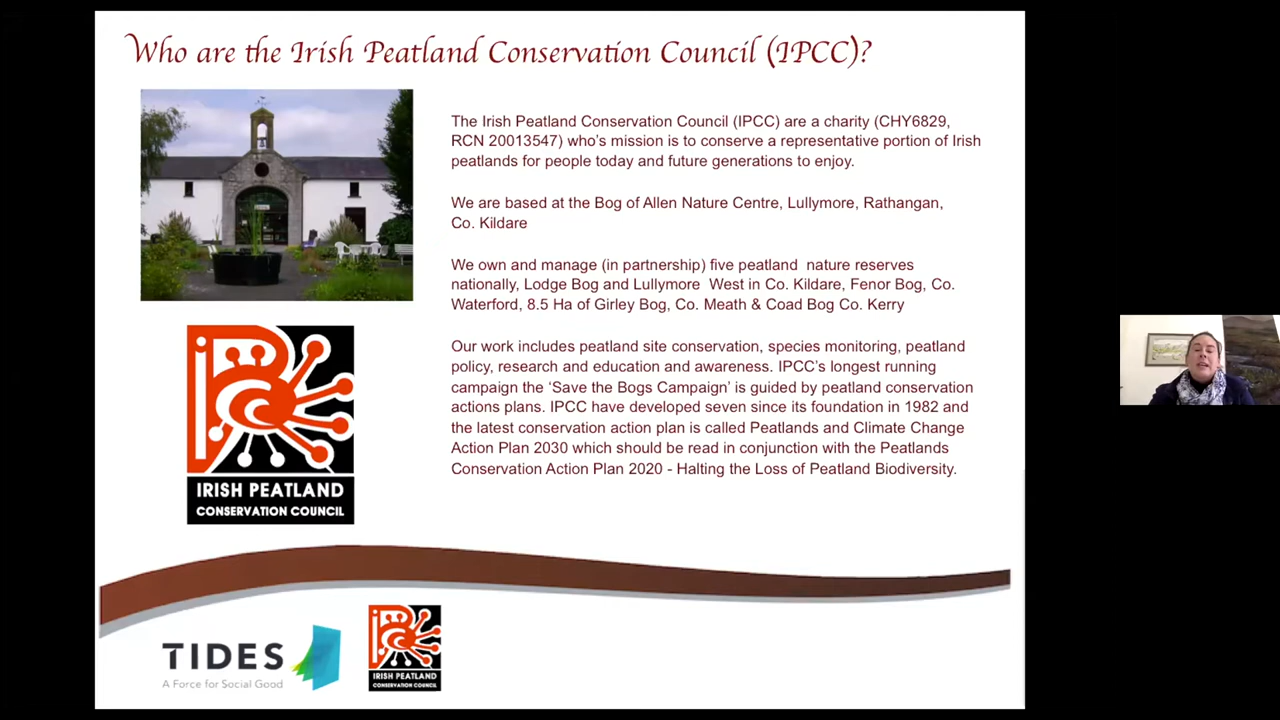 Who are the Irish Peatland Conservation Council (IPCC)?
The Irish Peatland Conservation Council (IPCC) are a charity (CHY6829,
RCN 20013547) who's mission is to conserve a representative portion of Irish
peatlands for people today and future generations to enjoy.
We are based at the Bog of Allen Nature Centre, Lullymore, Rathangan,
Co. Kildare
We own and manage (in partnership) five peatland nature reserves
nationally, Lodge Bog and Lullymore West in Co. Kildare, Fenor Bog, Co.
Waterford, 8.5 Ha of Girley Bog, Co. Meath & Coad Bog Co. Kerry
Our work includes peatland site conservation, species monitoring, peatland
policy, research and education and awareness. IPCC's longest running
campaign the 'Save the Bogs Campaign' is guided by peatland conservation
actions plans. IPCC have developed seven since its foundation in 1982 and
the latest conservation action plan is called Peatlands and Climate Change
Action Plan 2030 which should be read in conjunction with the Peatlands
Conservation Action Plan 2020 - Halting the Loss of Peatland Biodiversity.
IRISH PEATLAND
CONSERVATION COUNCIL
TIDES
A Force for Social Good
IRISH PEATLAND
CONSERVATION COUNCIL